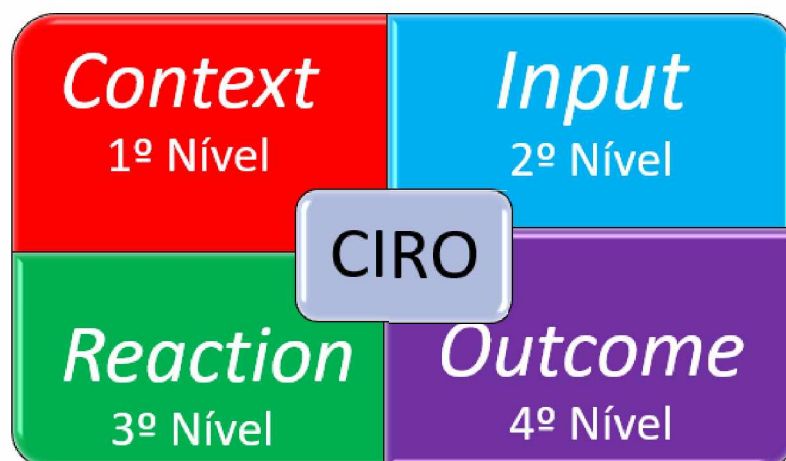 Context
1º Nível
Input
2º Nível
CIRO
Reaction
3º Nível
Outcome
4º Nível